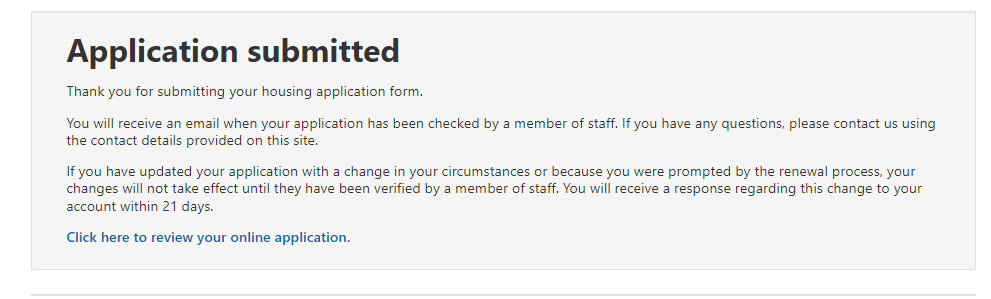 Application submitted
Thank you for submitting your housing application form.
You will receive an email when your application has been checked by a member of staff. If you have any questions, please contact us using
the contact details provided on this site.
If you have updated your application with a change in your circumstances or because you were prompted by the renewal process, your
changes will not take effect until they have been verified by a member of staff. You will receive a response regarding this change to your
account within 21 days.
Click here to review your online application.